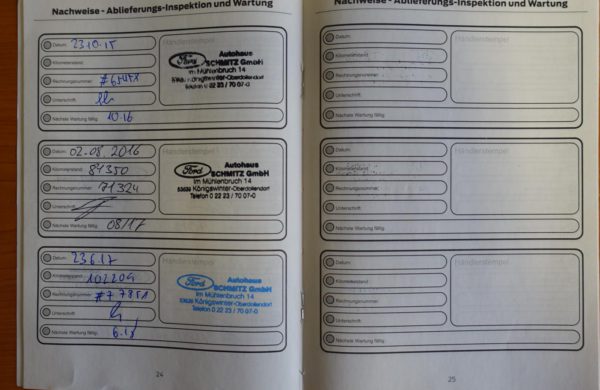 Nachweise - Ablieferungs-Inspektion und Wartung
Datum: 23.10.15
Händlerstempel
Kilometerstand:
Rechnungsnummer:
Unterschrift:
Nächste Wartung fällig: 10.16
Ford Autohaus
SCHMITZ GmbH
Im Mühlenbruch 14
53639 Königswinter-Oberdollendorf
Telefon 0 22 23 / 70 07-0
Datum: 02.08.2016
Händlerstempel
Kilometerstand: 84350
Rechnungsnummer: 71324
Unterschrift:
Nächste Wartung fällig: 08/17
Ford Autohaus
SCHMITZ GmbH
Im Mühlenbruch 14
53639 Königswinter-Oberdollendorf
Telefon 0 22 23 / 70 07-0
Datum: 23.6.17
Händlerstempel
Kilometerstand: 102209
Rechnungsnummer: #77851
Unterschrift:
Nächste Wartung fällig: 6.18
Ford Autohaus
SCHMITZ GmbH
Im Mühlenbruch 14
53639 Königswinter-Oberdollendorf
Telefon 0 22 23 / 70 07-0
24
Nachweise - Ablieferungs-Inspektion und Wartung
Datum:
Händlerstempel
Kilometerstand:
Rechnungsnummer:
Unterschrift:
Nächste Wartung fällig:
Datum:
Händlerstempel
Kilometerstand:
Rechnungsnummer:
Unterschrift:
Nächste Wartung fällig:
Datum:
Händlerstempel
Kilometerstand:
Rechnungsnummer:
Unterschrift:
Nächste Wartung fällig:
25